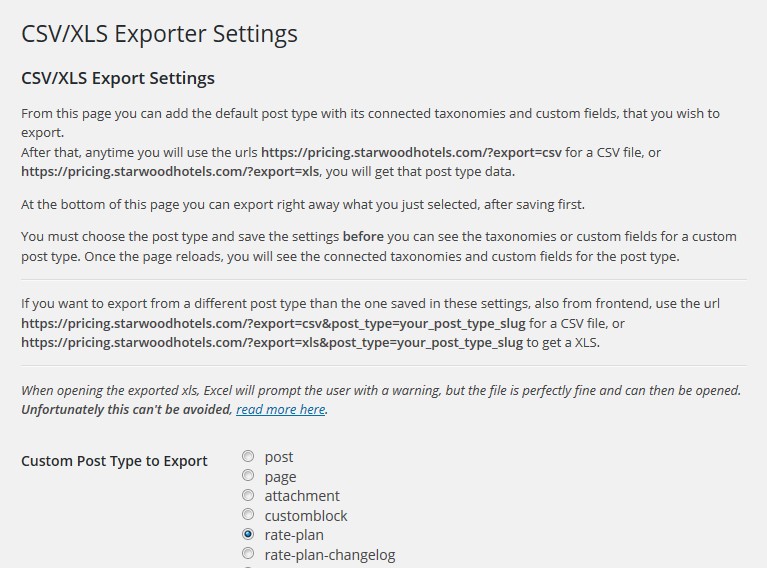 CSV/XLS Exporter Settings
CSV/XLS Export Settings
From this page you can add the default post type with its connected taxonomies and custom fields, that you wish to
export.
After that, anytime you will use the urls https://pricing.starwoodhotels.com/?export=csv for a CSV file, or
https://pricing.starwoodhotels.com/?export=xls, you will get that post type data.
At the bottom of this page you can export right away what you just selected, after saving first.
You must choose the post type and save the settings before you can see the taxonomies or custom fields for a custom
post type. Once the page reloads, you will see the connected taxonomies and custom fields for the post type.
If you want to export from a different post type than the one saved in these settings, also from frontend, use the url
https://pricing.starwoodhotels.com/?export=csv&post_type=your_post_type_slug for a CSV file, or
https://pricing.starwoodhotels.com/?export=xls&post_type=your_post_type_slug to get a XLS.
When opening the exported xls, Excel will prompt the user with a warning, but the file is perfectly fine and can then be opened.
Unfortunately this can't be avoided, read more here.
Custom Post Type to Export
post
page
attachment
customblock
rate-plan
rate-plan-changelog